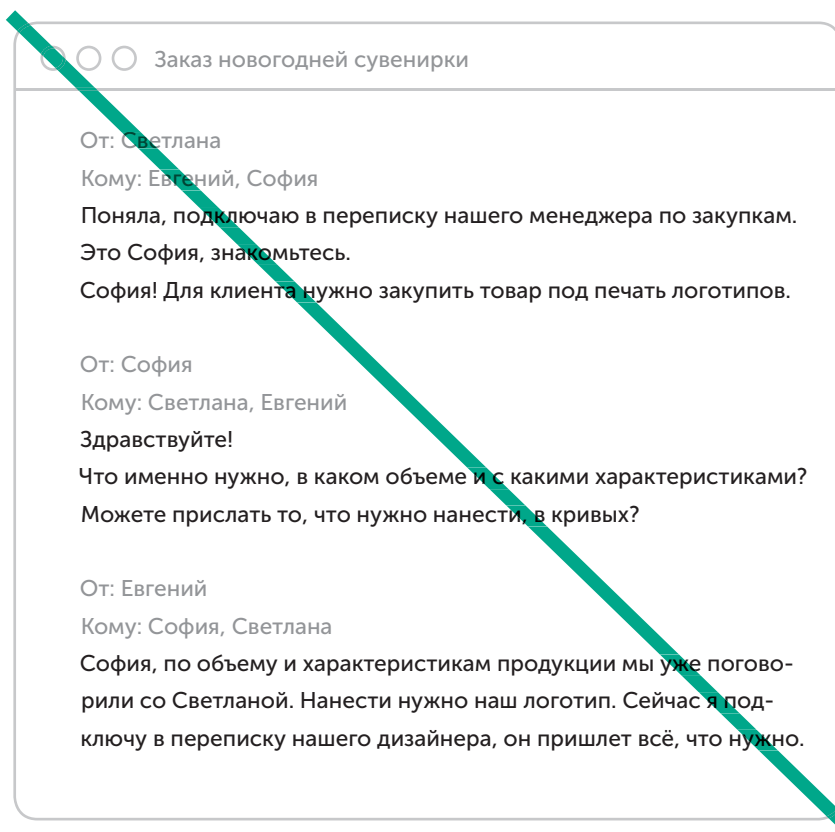 Заказ новогодней сувенирки
От: Светлана
Кому: Евгений, София
Поняла, подключаю в переписку нашего менеджера по закупкам.
Это София, знакомьтесь.
София! Для клиента нужно закупить товар под печать логотипов.
От: София
Кому: Светлана, Евгений
Здравствуйте!
Что именно нужно, в каком объеме и с какими характеристиками?
Можете прислать то, что нужно нанести, в кривых?
От: Евгений
Кому: София, Светлана
София, по объему и характеристикам продукции мы уже погово-
рили со Светланой. Нанести нужно наш логотип. Сейчас я под-
ключу в переписку нашего дизайнера, он пришлет всё, что нужно.